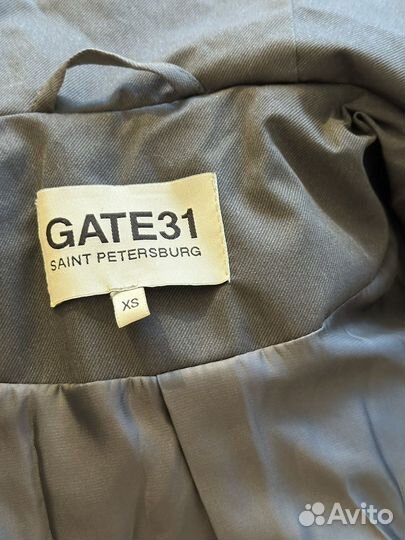 GATE31
SAINT PETERSBURG
XS
Avito